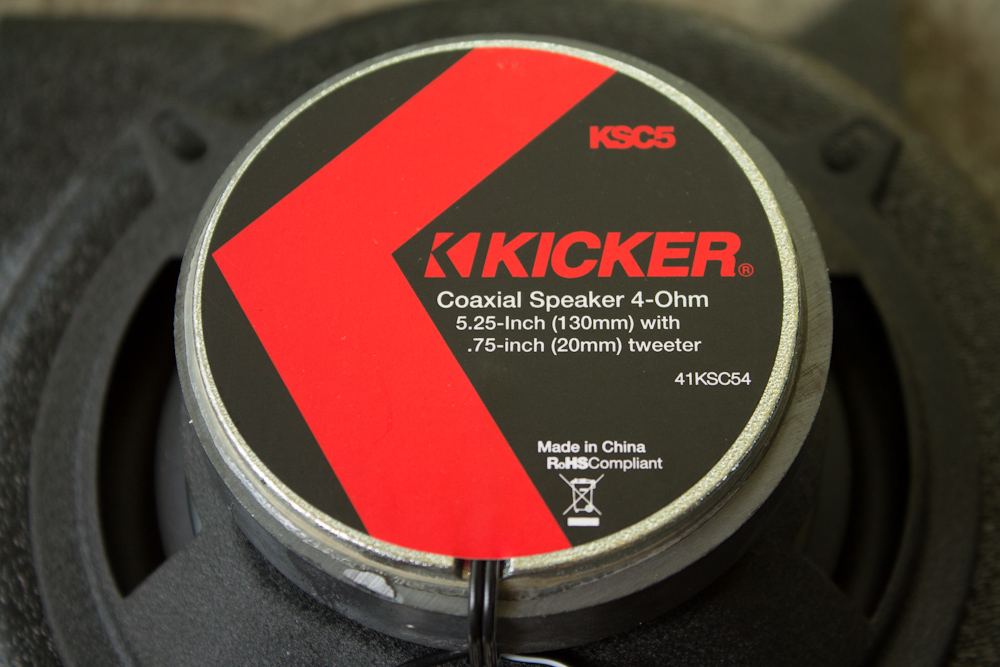 KSC5
KICKER®
Coaxial Speaker 4-Ohm
5.25-Inch (130mm) with
.75-inch (20mm) tweeter
41KSC54
Made in China
RoHSCompliant